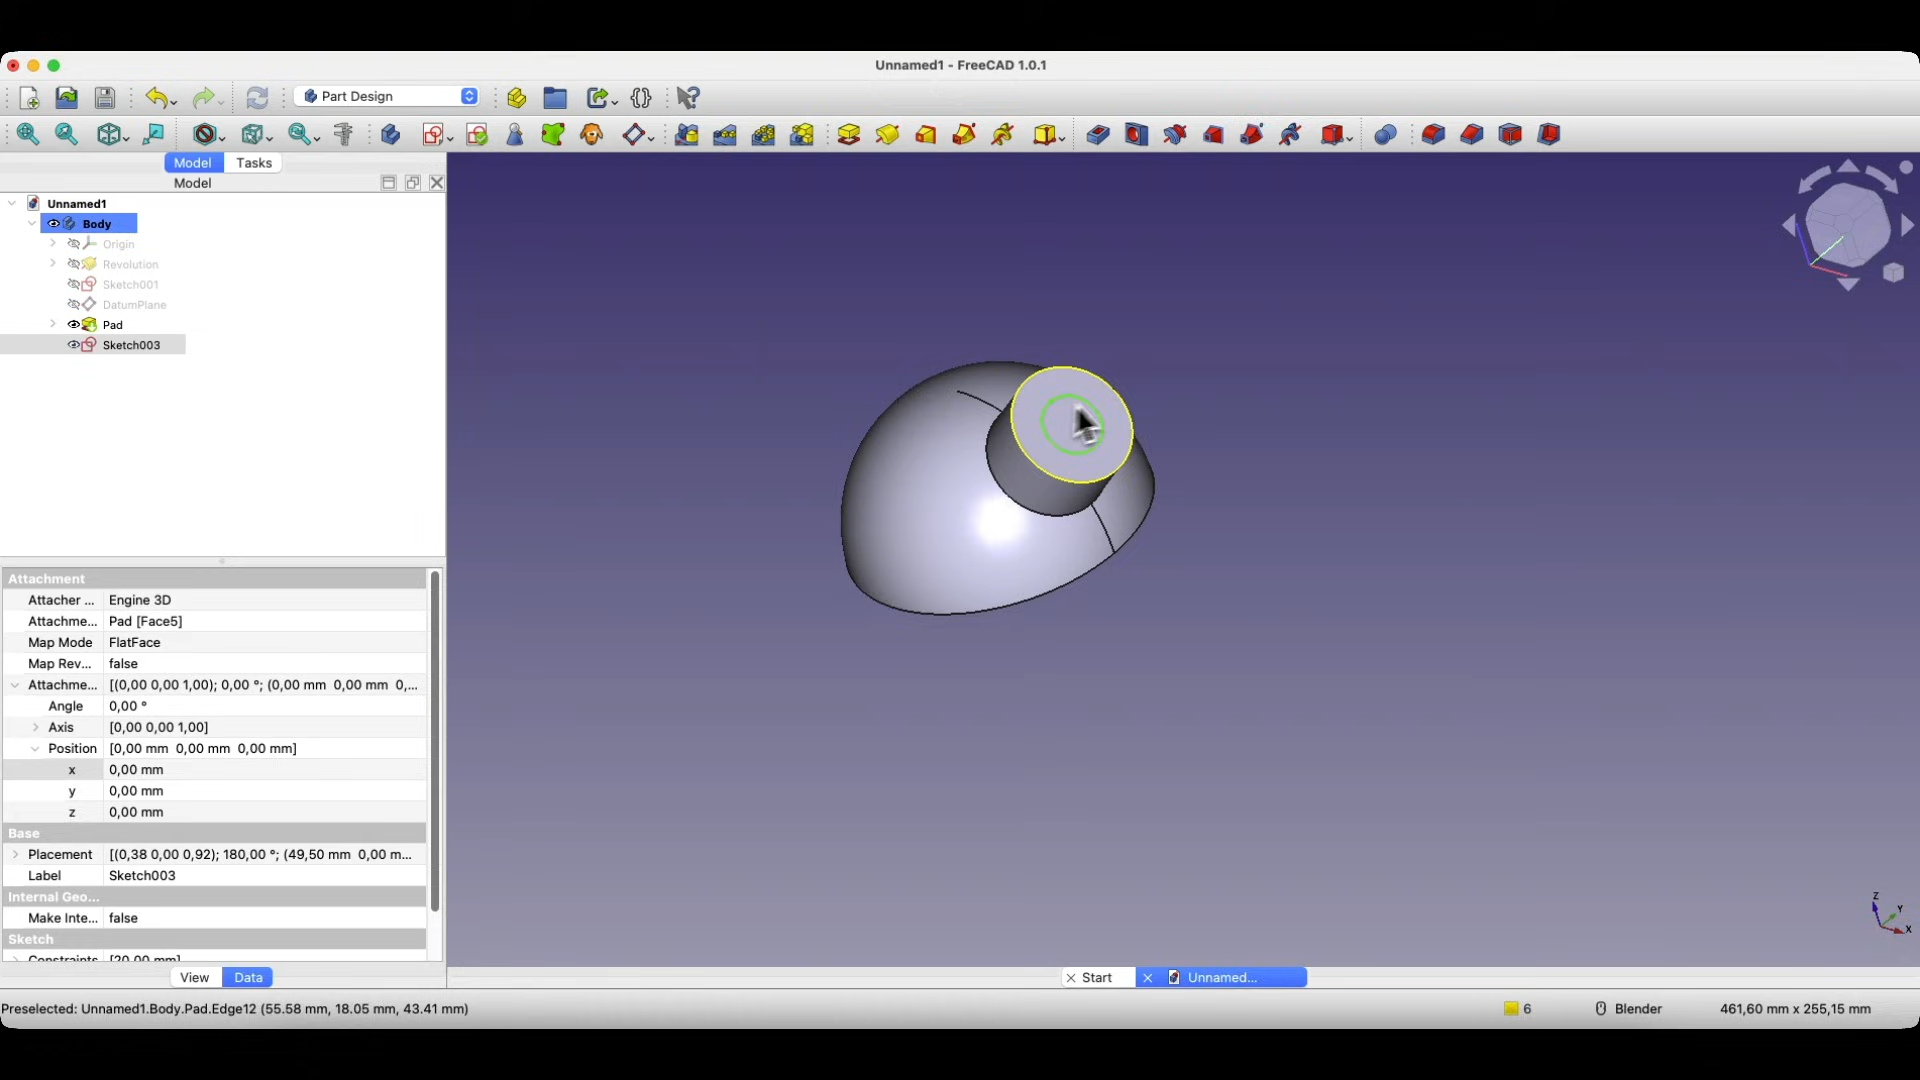 Unnamed1 - FreeCAD 1.0.1
Part Design
Model
Tasks
Model
Unnamed1
Body
Origin
Revolution
Sketch001
DatumPlane
Pad
Sketch003
Attachment
Attacher ... Engine 3D
Attachme... Pad [Face5]
Map Mode FlatFace
Map Rev... false
Attachme... [(0,00 0,00 1,00); 0,00 °; (0,00 mm 0,00 mm 0,...
Angle 0,00 °
Axis [0,00 0,00 1,00]
Position [0,00 mm 0,00 mm 0,00 mm]
x 0,00 mm
y 0,00 mm
z 0,00 mm
Base
Placement [(0,38 0,00 0,92); 180,00 °; (49,50 mm 0,00 m...
Label Sketch003
Internal Geo...
Make Inte... false
Sketch
Constraints [20,00 mm]
View
Data
Start
Unnamed...
Z
Y
X
Preselected: Unnamed1.Body.Pad.Edge12 (55.58 mm, 18.05 mm, 43.41 mm)
6
Blender
461,60 mm x 255,15 mm